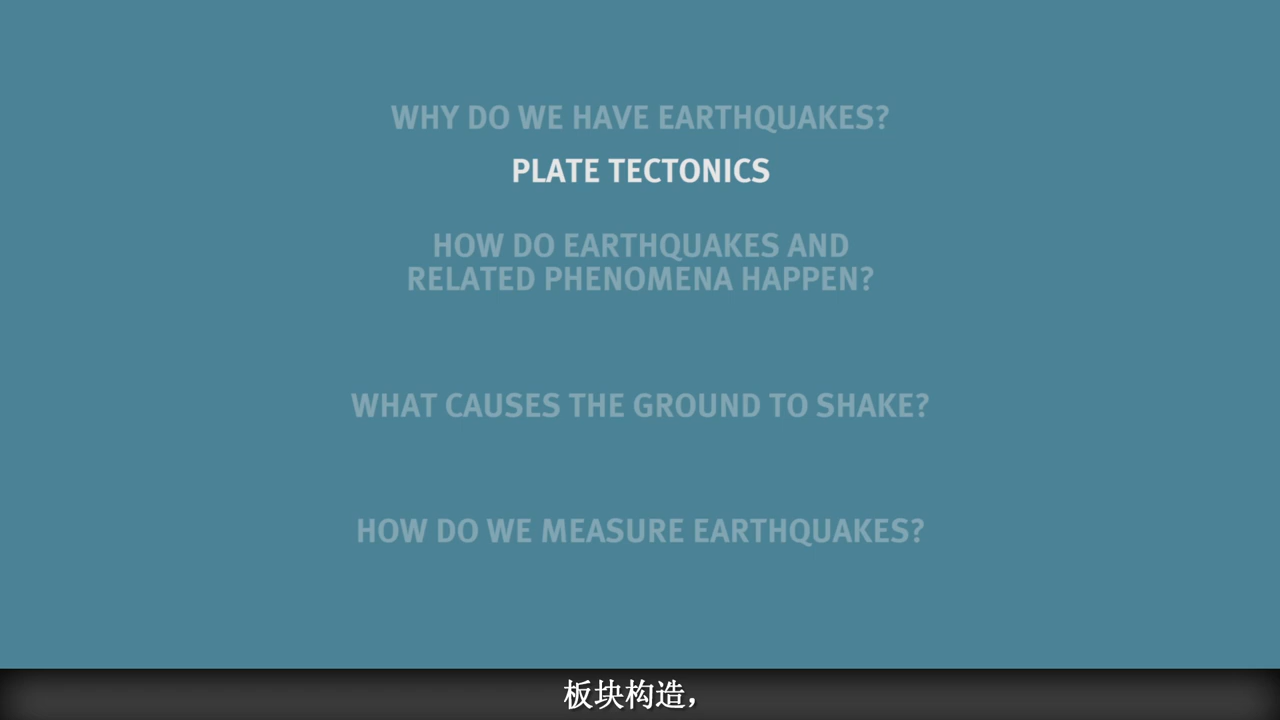 WHY DO WE HAVE EARTHQUAKES?
PLATE TECTONICS
HOW DO EARTHQUAKES AND
RELATED PHENOMENA HAPPEN?
WHAT CAUSES THE GROUND TO SHAKE?
HOW DO WE MEASURE EARTHQUAKES?
板块构造，